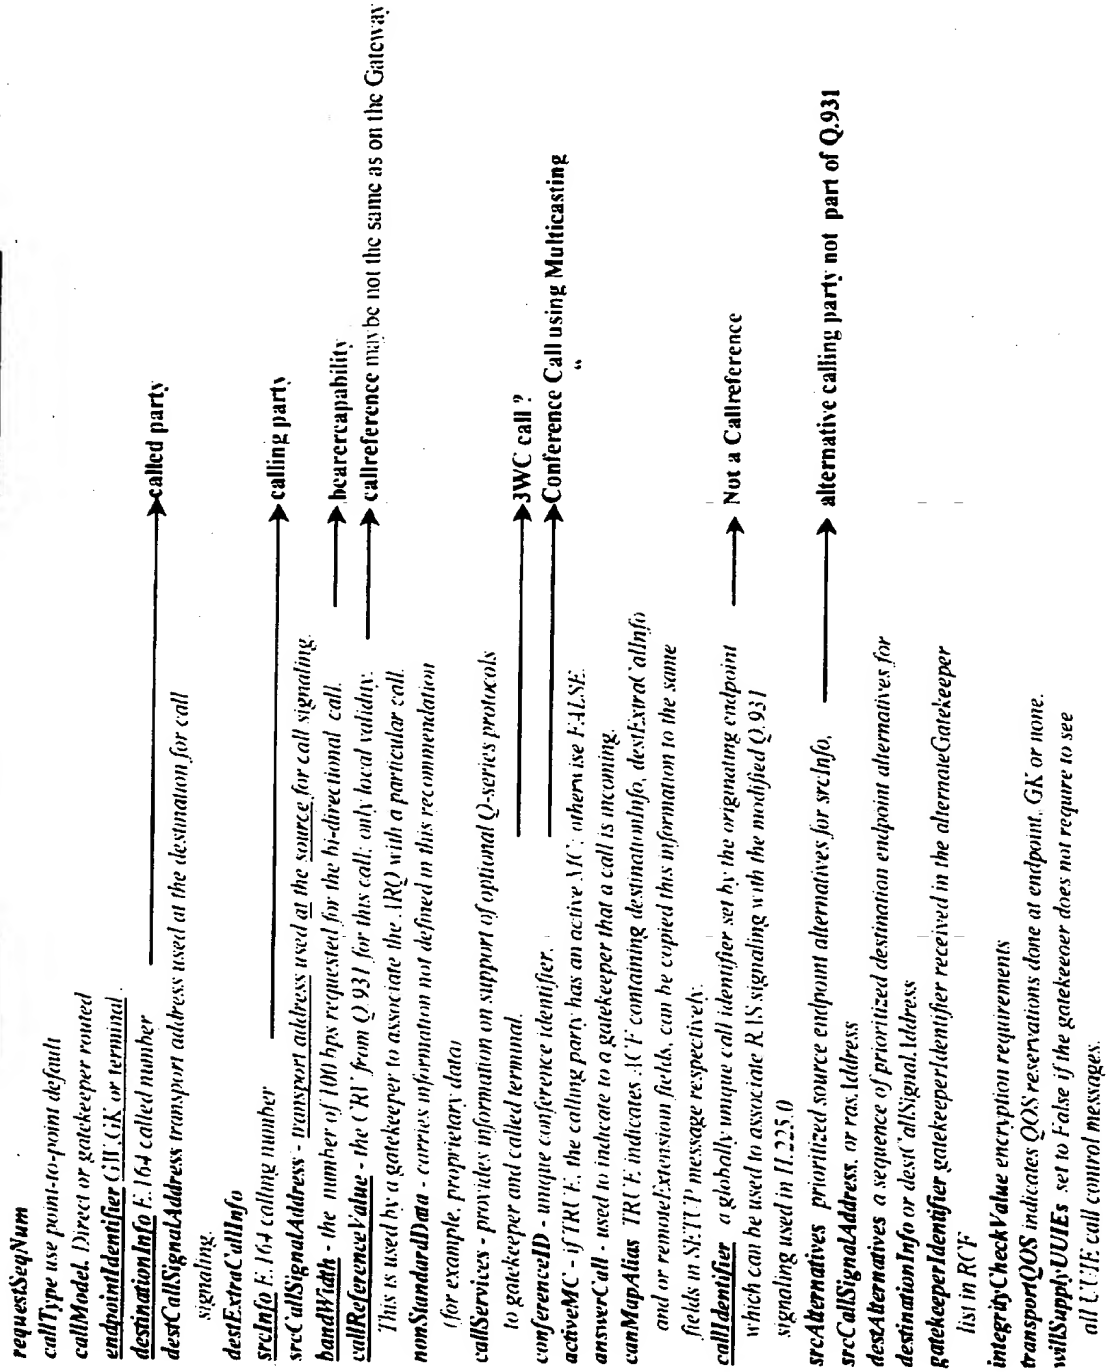 requestSeqNum
callType use point-to-point default
callModel. Direct or gatekeeper routed
endpointIdentifier GW,GK or terminal.
destinationInfo E.164 called number → called party
destCallSignalAddress transport address used at the destination for call
signaling.
destExtraCallInfo
srcInfo E.164 calling number → calling party
srcCallSignalAddress - transport address used at the source for call signaling.
bandWidth - the number of 100 bps requested for the bi-directional call. → bearercapability
callReferenceValue - the CRV from Q.931 for this call; only local validity. → callreference maybe not the same as on the Gateway
This is used by a gatekeeper to associate the ARQ with a particular call.
nonStandardData - carries information not defined in this recommendation
(for example, proprietary data)
callServices - provides information on support of optional Q-series protocols
to gatekeeper and called terminal. → 3WC call ?
conferenceID - unique conference identifier. → Conference Call using Multicasting
activeMC - if TRUE, the calling party has an active MC; otherwise FALSE. "
answerCall - used to indicate to a gatekeeper that a call is incoming.
canMapAlias TRUE indicates ACF containing destinationInfo, destExtraCallInfo
and or remoteExtension fields, can be copied this information to the same
fields in SETUP message respectively.
callIdentifier a globally unique call identifier set by the originating endpoint → Not a Callreference
which can be used to associate RAS signaling with the modified Q.931
signaling used in H.225.0
srcAlternatives prioritized source endpoint alternatives for srcInfo, → alternative calling party not part of Q.931
srcCallSignalAddress, or rasAddress
destAlternatives a sequence of prioritized destination endpoint alternatives for
destinationInfo or destCallSignalAddress
gatekeeperIdentifier gatekeeperIdentifier received in the alternateGatekeeper
list in RCF
integrityCheckValue encryption requirements
transportQOS indicates QOS reservations done at endpoint, GK or none.
willSupplyUUIEs set to False if the gatekeeoer does not require to see
all UUIE call control messages.